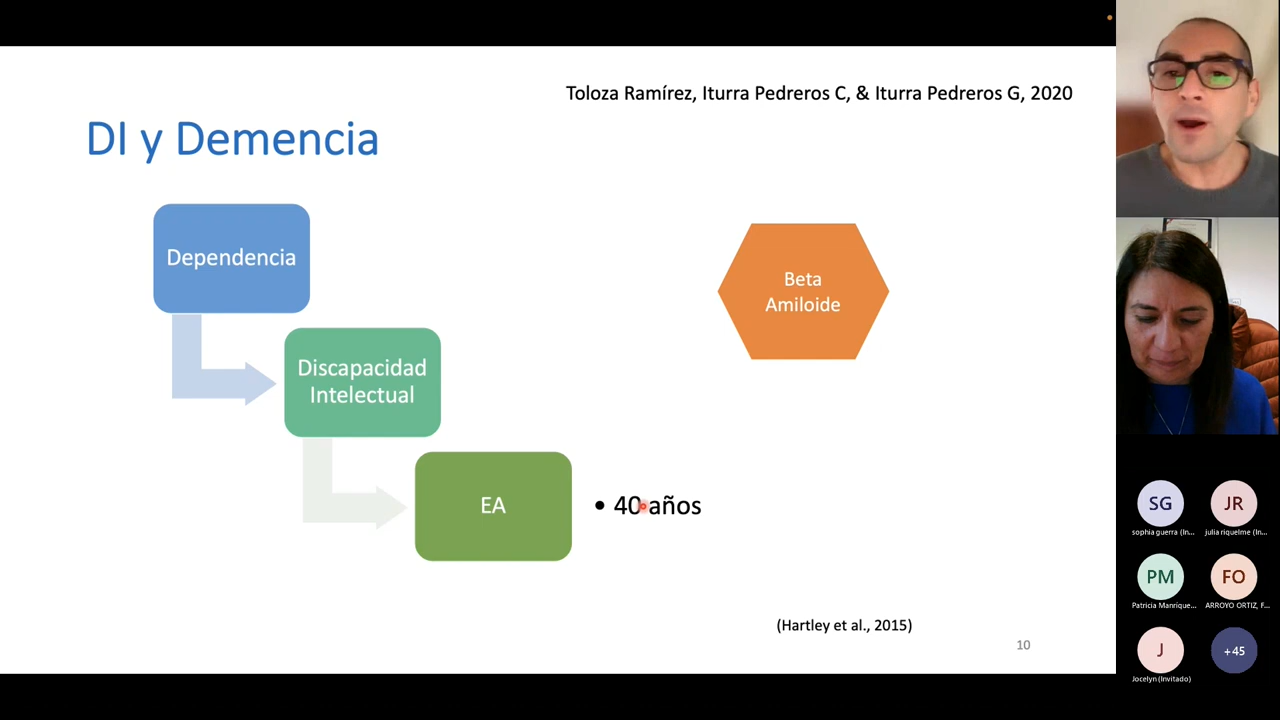 Toloza Ramírez, Iturra Pedreros C, & Iturra Pedreros G, 2020
DI y Demencia
Dependencia
Beta
Amiloide
Discapacidad
Intelectual
EA
• 40 años
(Hartley et al., 2015)
10
SG
JR
sophia guerra (In...
julia riquelme (In...
PM
FO
Patricia Manríque...
ARROYO ORTIZ, F...
J
+45
Jocelyn (Invitado)